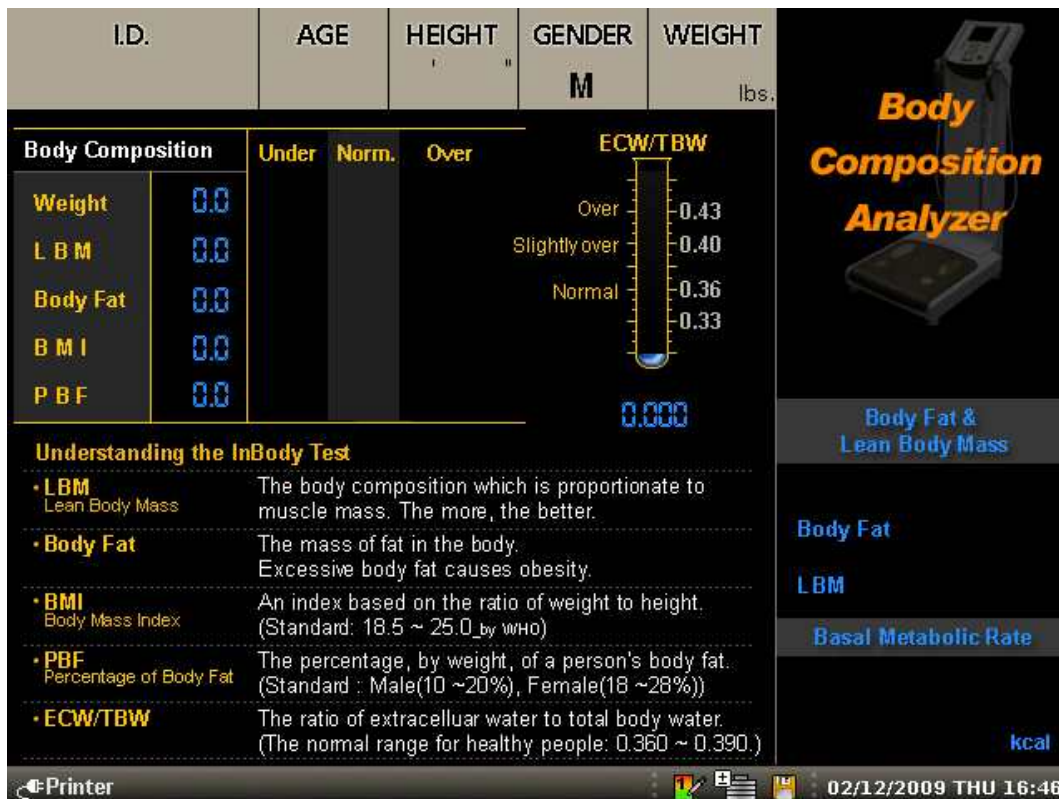 I.D. AGE HEIGHT GENDER WEIGHT
' "
M
lbs.
Body Composition Under Norm. Over
Weight 0.0
L B M 0.0
Body Fat 0.0
B M I 0.0
P B F 0.0
ECW/TBW
Over 0.43
Slightly over 0.40
Normal 0.36
0.33
0.000
Body
Composition
Analyzer
Understanding the InBody Test
• LBM
Lean Body Mass
The body composition which is proportionate to
muscle mass. The more, the better.
• Body Fat
The mass of fat in the body.
Excessive body fat causes obesity.
• BMI
Body Mass Index
An index based on the ratio of weight to height.
(Standard: 18.5 ~ 25.0_by WHO)
• PBF
Percentage of Body Fat
The percentage, by weight, of a person's body fat.
(Standard : Male(10 ~20%), Female(18 ~28%))
• ECW/TBW
The ratio of extracelluar water to total body water.
(The normal range for healthy people: 0.360 ~ 0.390.)
Body Fat &
Lean Body Mass
Body Fat
LBM
Basal Metabolic Rate
kcal
Printer
1
±
02/12/2009 THU 16:46